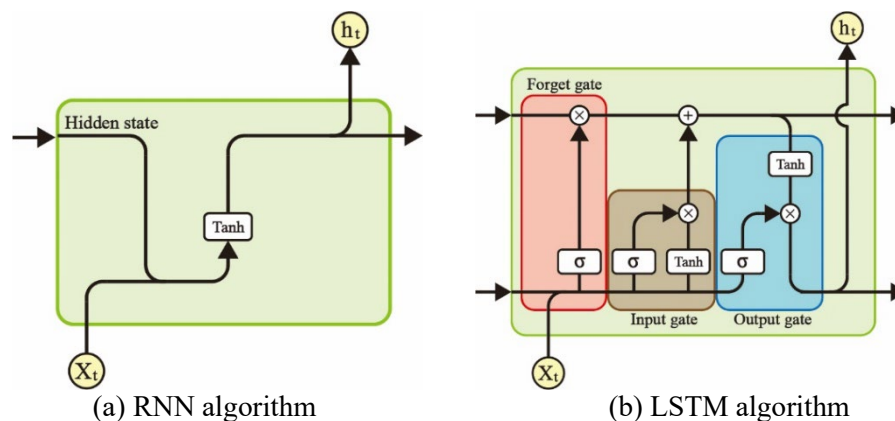 hₜ
Hidden state
Tanh
Xₜ
(a) RNN algorithm
hₜ
Forget gate
×
+
Tanh
×
×
σ
σ
Tanh
σ
Input gate
Output gate
Xₜ
(b) LSTM algorithm